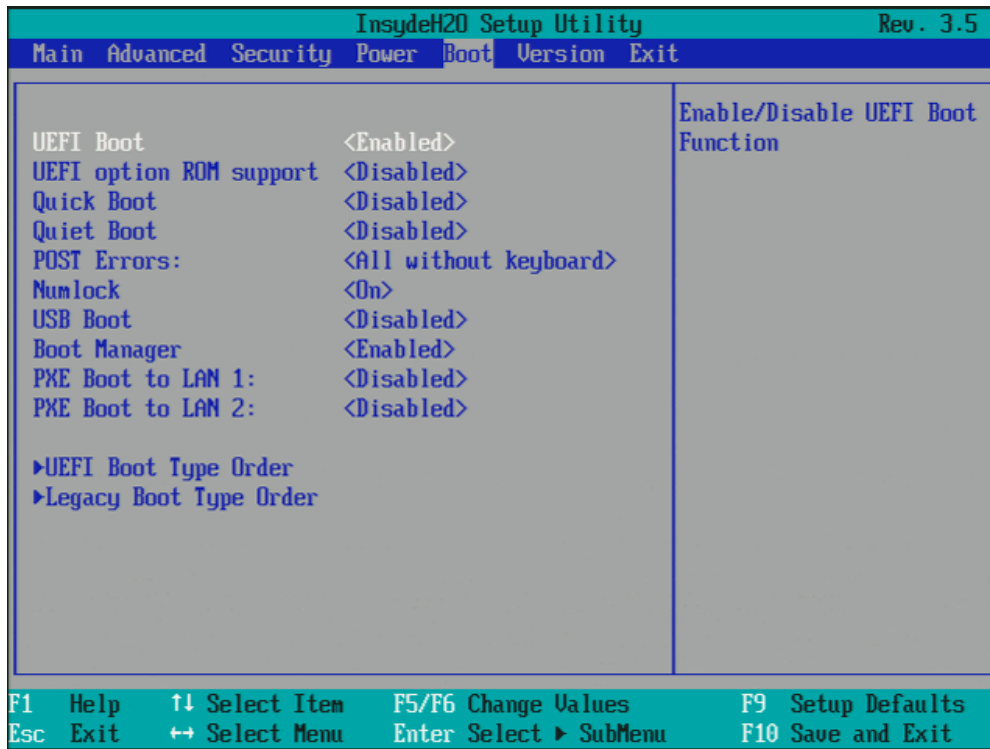 InsydeH2O Setup Utility Rev. 3.5
Main Advanced Security Power Boot Version Exit
Enable/Disable UEFI Boot
Function
UEFI Boot <Enabled>
UEFI option ROM support <Disabled>
Quick Boot <Disabled>
Quiet Boot <Disabled>
POST Errors: <All without keyboard>
Numlock <On>
USB Boot <Disabled>
Boot Manager <Enabled>
PXE Boot to LAN 1: <Disabled>
PXE Boot to LAN 2: <Disabled>
▶UEFI Boot Type Order
▶Legacy Boot Type Order
F1 Help ↑↓ Select Item F5/F6 Change Values F9 Setup Defaults
Esc Exit ↔ Select Menu Enter Select ▶ SubMenu F10 Save and Exit